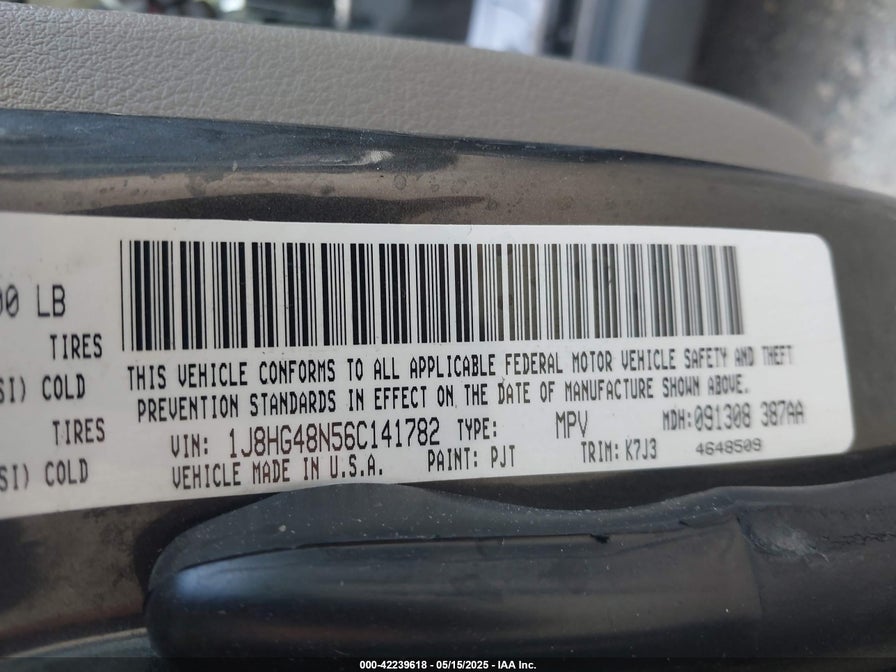 00 LB
TIRES
SI) COLD
TIRES
SI) COLD
THIS VEHICLE CONFORMS TO ALL APPLICABLE FEDERAL MOTOR VEHICLE SAFETY AND THEFT
PREVENTION STANDARDS IN EFFECT ON THE DATE OF MANUFACTURE SHOWN ABOVE.
VIN: 1J8HG48N56C141782 TYPE: MPV MDH:091308 387AA
VEHICLE MADE IN U.S.A. PAINT: PJT TRIM: K7J3 4648509
000-42239618 - 05/15/2025 - IAA Inc.